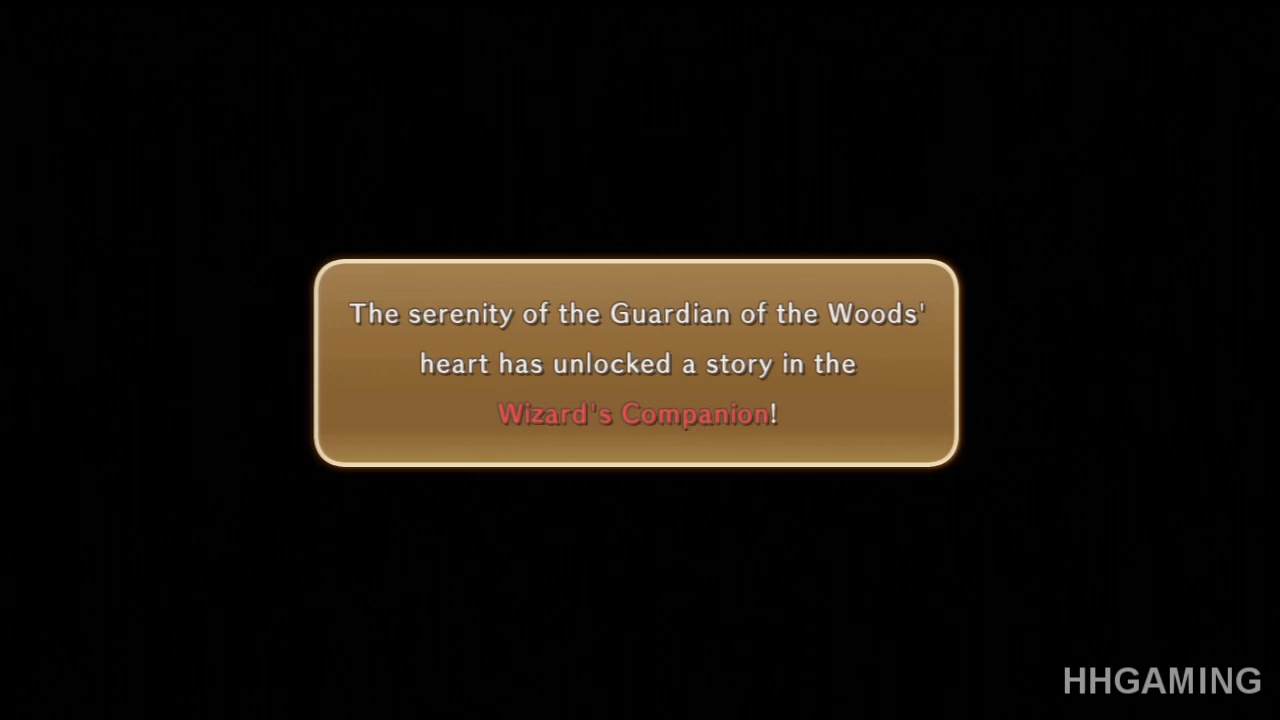 The serenity of the Guardian of the Woods'
heart has unlocked a story in the
Wizard's Companion!
HHGAMING